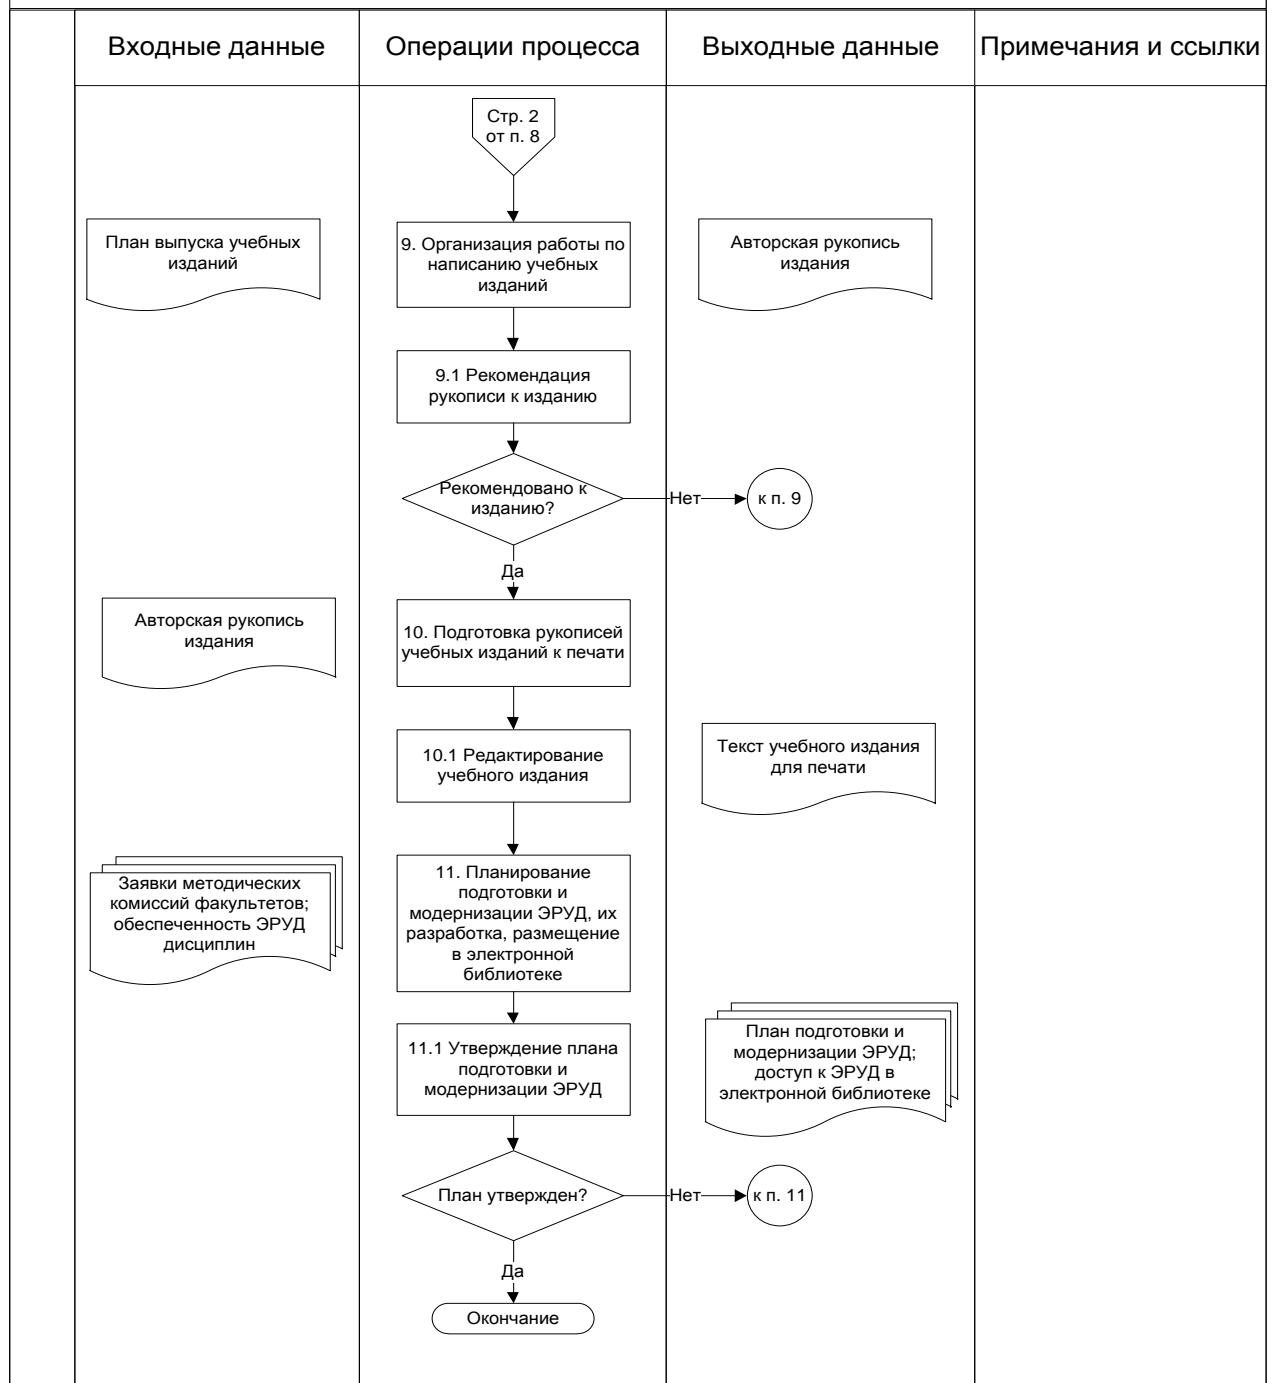 Входные данные
Операции процесса
Выходные данные
Примечания и ссылки
Стр. 2
от п. 8
План выпуска учебных
изданий
9. Организация работы по
написанию учебных
изданий
Авторская рукопись
издания
9.1 Рекомендация
рукописи к изданию
Рекомендовано к
изданию?
Нет
к п. 9
Да
Авторская рукопись
издания
10. Подготовка рукописей
учебных изданий к печати
10.1 Редактирование
учебного издания
Текст учебного издания
для печати
Заявки методических
комиссий факультетов;
обеспеченность ЭРУД
дисциплин
11. Планирование
подготовки и
модернизации ЭРУД, их
разработка, размещение
в электронной
библиотеке
11.1 Утверждение плана
подготовки и
модернизации ЭРУД
План подготовки и
модернизации ЭРУД;
доступ к ЭРУД в
электронной библиотеке
План утвержден?
Нет
к п. 11
Да
Окончание